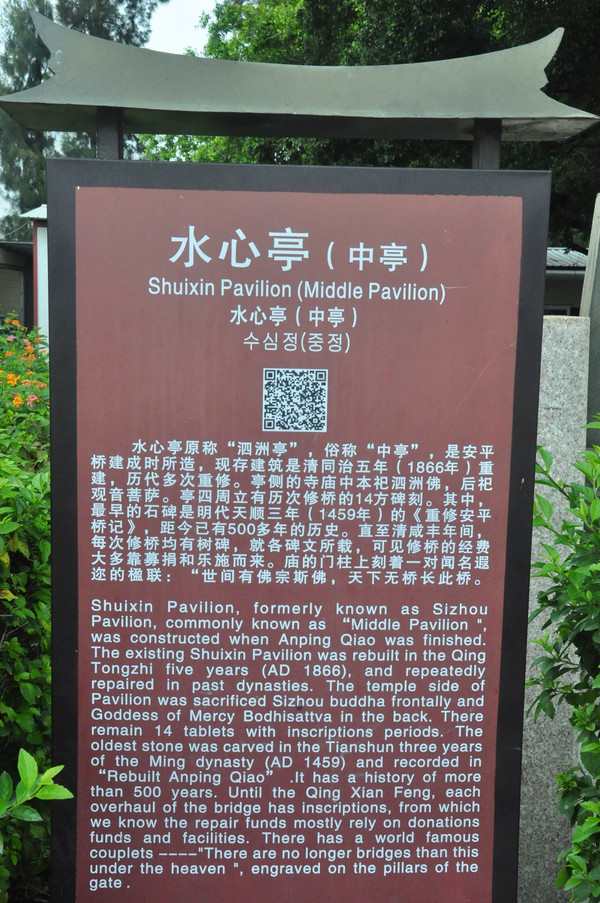 水心亭（中亭）
Shuixin Pavilion (Middle Pavilion)
水心亭（中亭）
수심정(중정)
水心亭原称“泗洲亭”，俗称“中亭”，是安平
桥建成时所造，现存建筑是清同治五年（1866年）重
建，历代多次重修。亭侧的寺庙中本祀泗洲佛，后祀
观音菩萨。亭四周立有历次修桥的14方碑刻。其中，
最早的石碑是明代天顺三年（1459年）的《重修安平
桥记》，距今已有500多年的历史。直至清咸丰年间，
每次修桥均有树碑，就各碑文所载，可见修桥的经费
大多靠募捐和乐施而来。庙的门柱上刻着一对闻名遐
迩的楹联：“世间有佛宗斯佛，天下无桥长此桥。
Shuixin Pavilion, formerly known as Sizhou
Pavilion, commonly known as “Middle Pavilion ",
was constructed when Anping Qiao was finished.
The existing Shuixin Pavilion was rebuilt in the Qing
Tongzhi five years (AD 1866), and repeatedly
repaired in past dynasties. The temple side of
Pavilion was sacrificed Sizhou buddha frontally and
Goddess of Mercy Bodhisattva in the back. There
remain 14 tablets with inscriptions periods. The
oldest stone was carved in the Tianshun three years
of the Ming dynasty (AD 1459) and recorded in
“Rebuilt Anping Qiao” .It has a history of more
than 500 years. Until the Qing Xian Feng, each
overhaul of the bridge has inscriptions, from which
we know the repair funds mostly rely on donations
funds and facilities. There has a world famous
couplets ----"There are no longer bridges than this
under the heaven ", engraved on the pillars of the
gate .